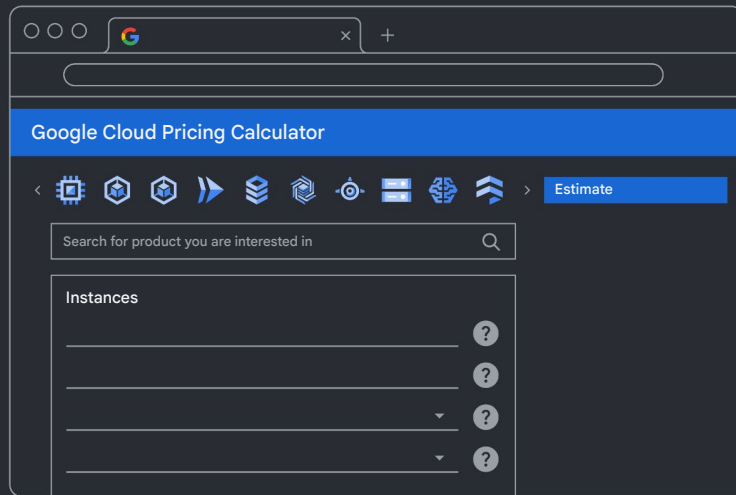 Google Cloud Pricing Calculator
Estimate
Search for product you are interested in
Instances
?
?
?
?